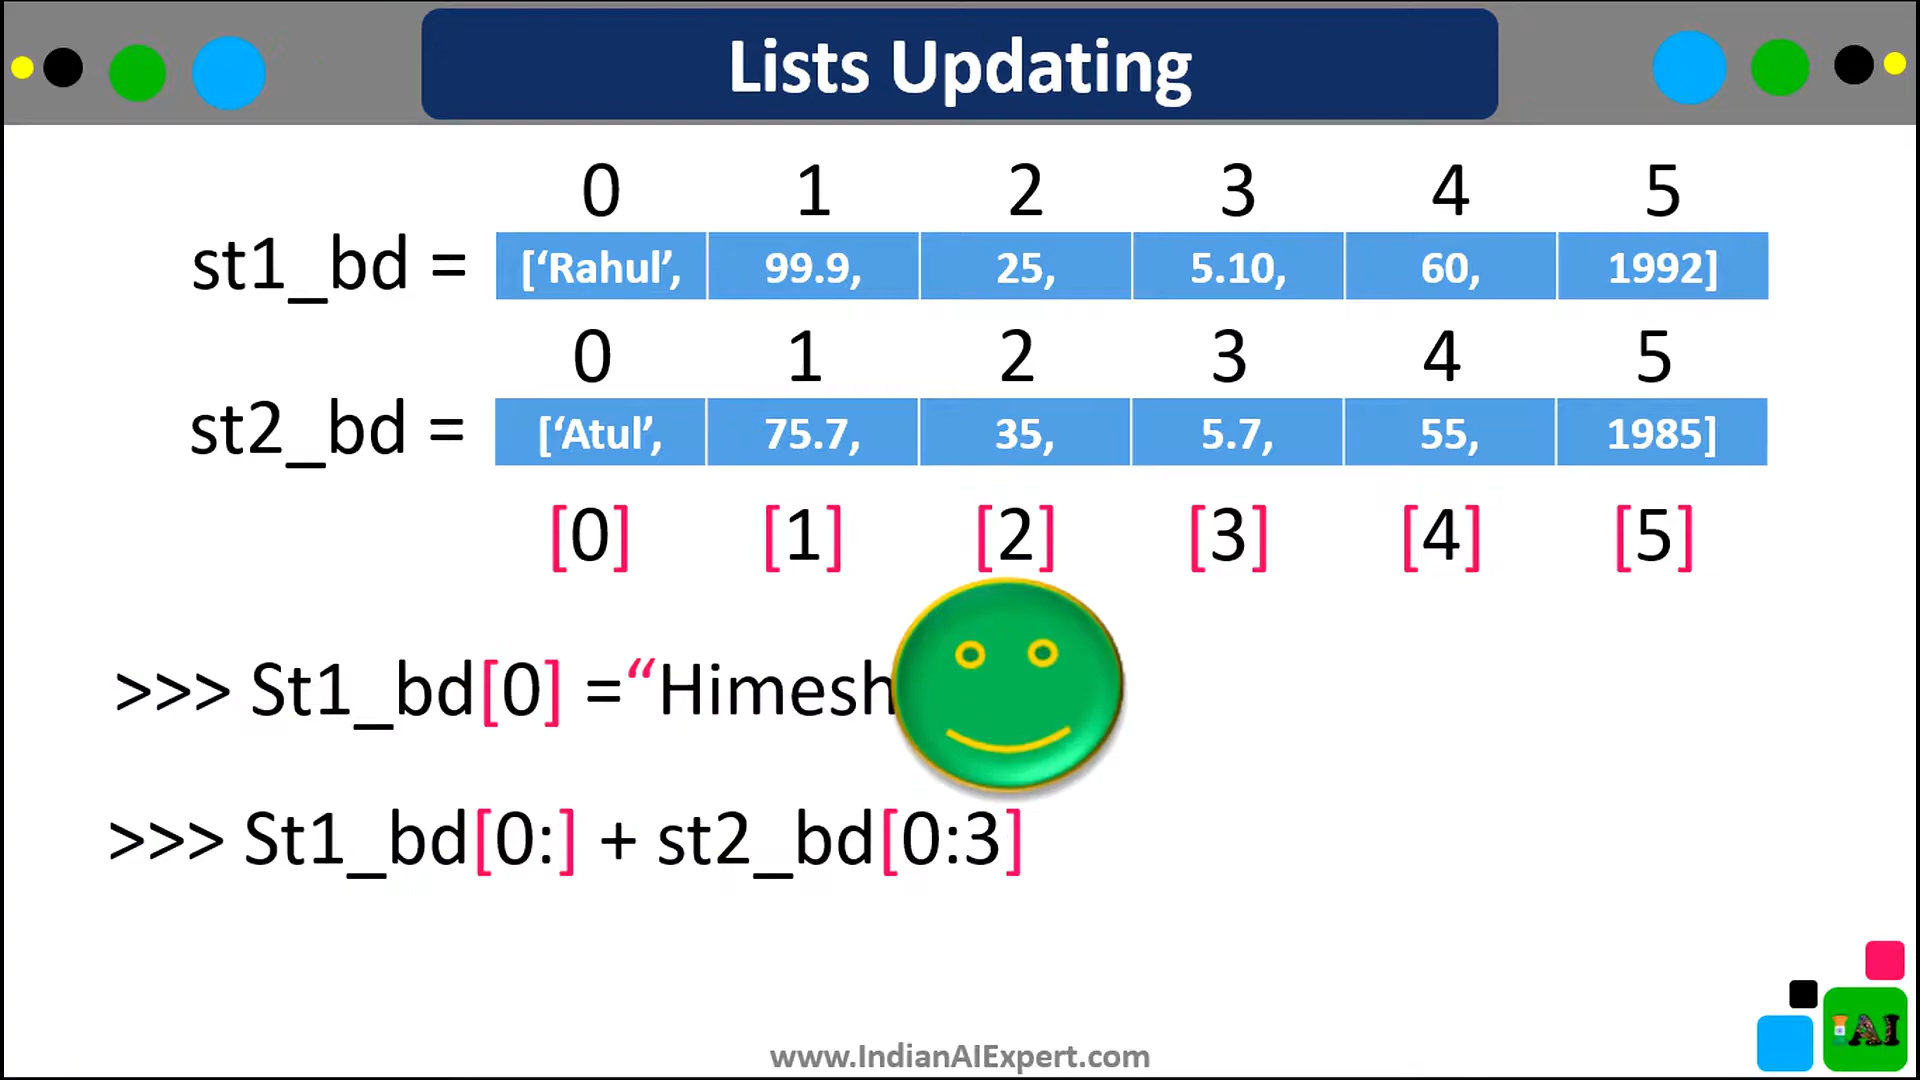 Lists Updating
0 1 2 3 4 5
st1_bd = [‘Rahul’, 99.9, 25, 5.10, 60, 1992]
0 1 2 3 4 5
st2_bd = [‘Atul’, 75.7, 35, 5.7, 55, 1985]
[0] [1] [2] [3] [4] [5]
>>> St1_bd[0] =“Himesh
>>> St1_bd[0:] + st2_bd[0:3]
IAI
www.IndianAIExpert.com